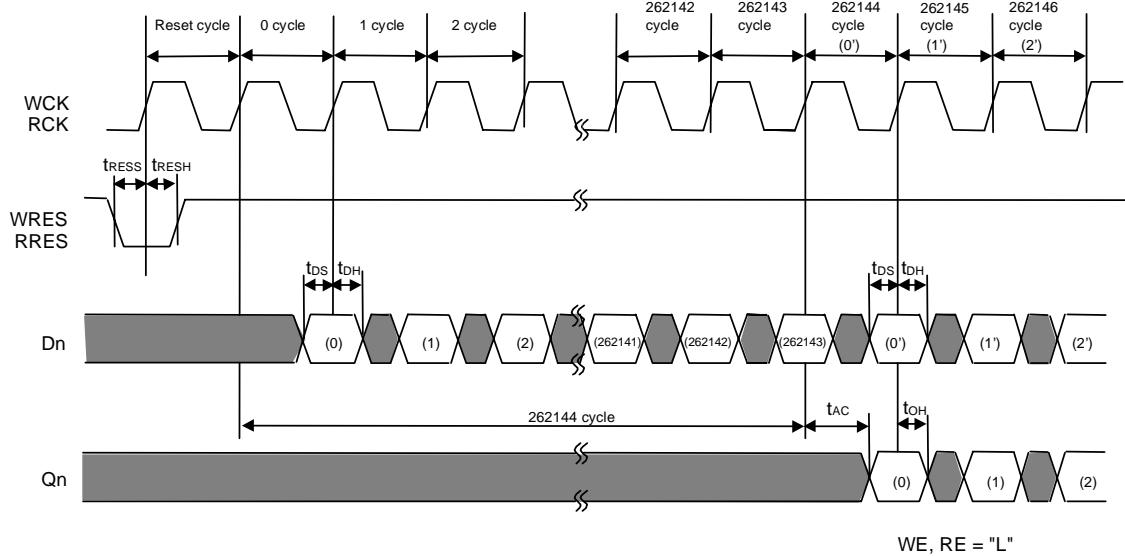 Reset cycle 0 cycle 1 cycle 2 cycle 262142 cycle 262143 cycle 262144 cycle (0') 262145 cycle (1') 262146 cycle (2')
WCK
RCK
tRESS tRESH
WRES
RRES
tDS tDH tDS tDH
Dn (0) (1) (2) (262141) (262142) (262143) (0') (1') (2')
262144 cycle tAC tOH
Qn (0) (1) (2)
WE, RE = "L"